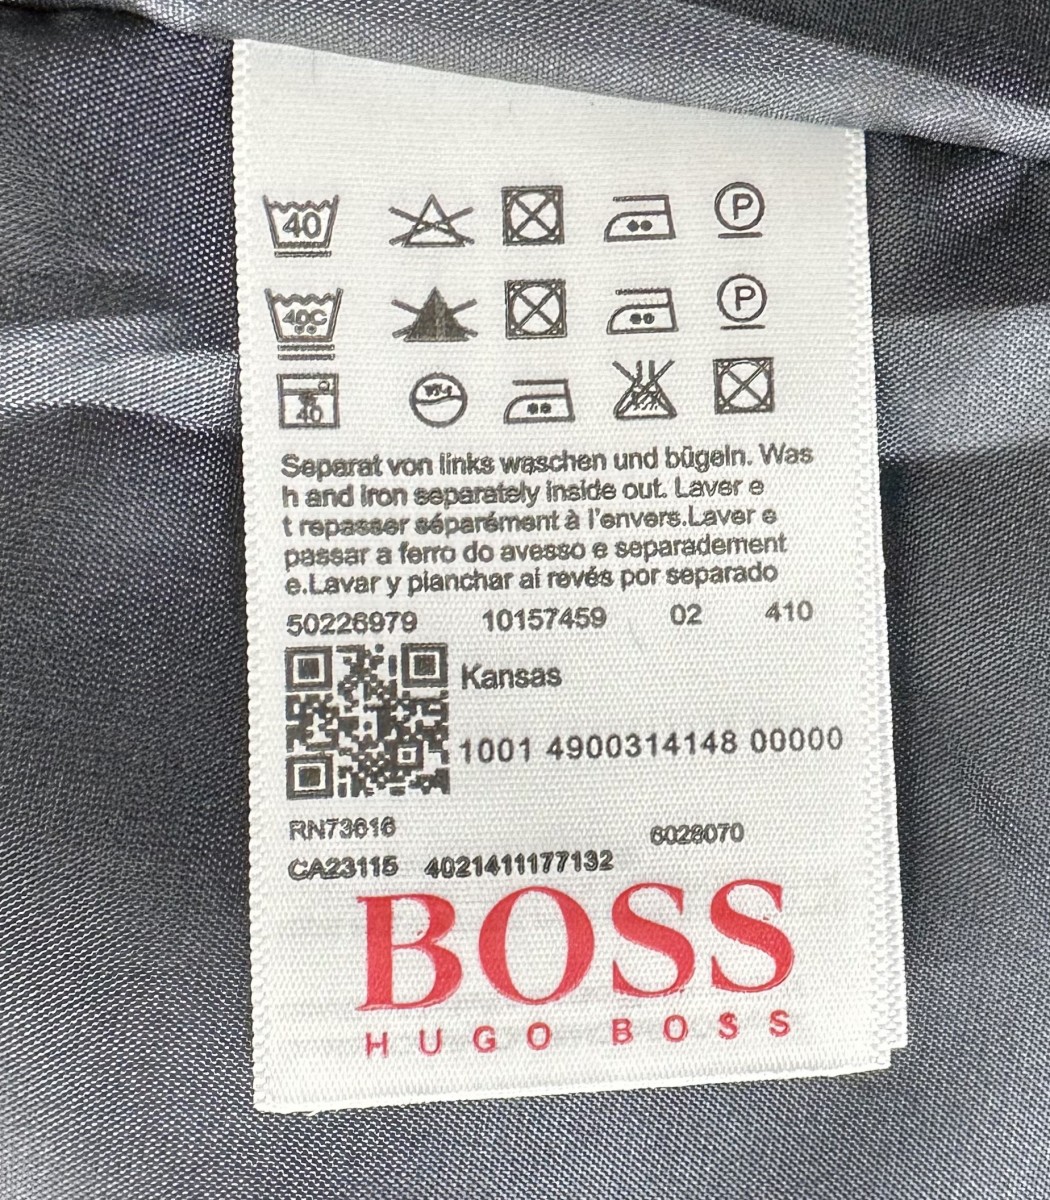 40 P
40C P
40
Separat von links waschen und bügeln. Was
h and iron separately inside out. Laver e
t repasser séparément à l'envers.Laver e
passar a ferro do avesso e separadement
e.Lavar y planchar al revés por separado
50226979 10157459 02 410
Kansas
1001 4900314148 00000
RN73616 6028070
CA23115 4021411177132
BOSS
HUGO BOSS